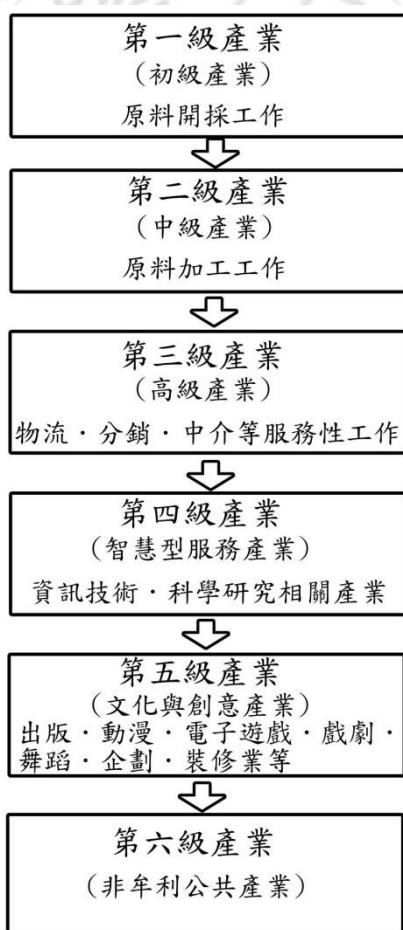 第一級產業
（初級產業）
原料開採工作
第二級產業
（中級產業）
原料加工工作
第三級產業
（高級產業）
物流．分銷．中介等服務性工作
第四級產業
（智慧型服務產業）
資訊技術．科學研究相關產業
第五級產業
（文化與創意產業）
出版．動漫．電子遊戲．戲劇．
舞蹈．企劃．裝修業等
第六級產業
（非牟利公共產業）